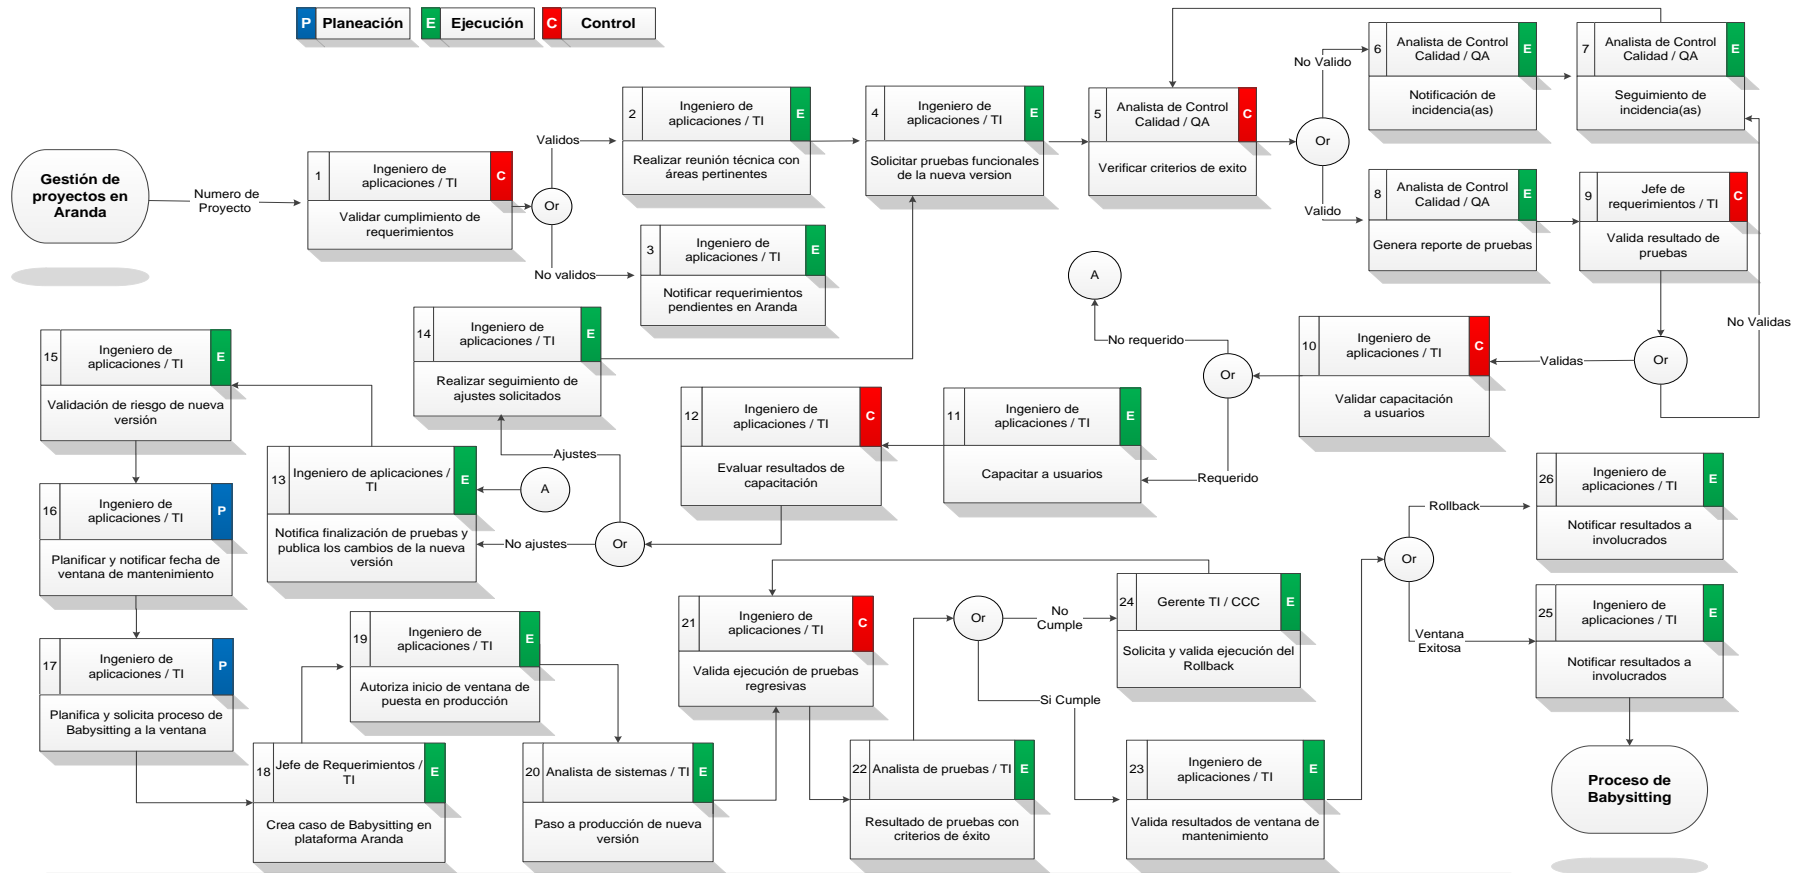 P Planeación
E Ejecución
C Control
Gestión de
proyectos en
Aranda
Numero de
Proyecto
1
Ingeniero de
aplicaciones / TI
C
Validar cumplimiento de
requerimientos
Or
Validos
No validos
2
Ingeniero de
aplicaciones / TI
E
Realizar reunión técnica con
áreas pertinentes
3
Ingeniero de
aplicaciones / TI
E
Notificar requerimientos
pendientes en Aranda
4
Ingeniero de
aplicaciones / TI
E
Solicitar pruebas funcionales
de la nueva version
5
Analista de Control
Calidad / QA
C
Verificar criterios de exito
Or
No Valido
Valido
6
Analista de Control
Calidad / QA
E
Notificación de
incidencia(as)
7
Analista de Control
Calidad / QA
E
Seguimiento de
incidencia(as)
8
Analista de Control
Calidad / QA
E
Genera reporte de pruebas
9
Jefe de
requerimientos / TI
C
Valida resultado de
pruebas
Or
No Validas
Validas
10
Ingeniero de
aplicaciones / TI
C
Validar capacitación
a usuarios
Or
No requerido
A
Requerido
11
Ingeniero de
aplicaciones / TI
E
Capacitar a usuarios
12
Ingeniero de
aplicaciones / TI
C
Evaluar resultados de
capacitación
Or
Ajustes
No ajustes
A
13
Ingeniero de aplicaciones /
TI
E
Notifica finalización de pruebas y
publica los cambios de la nueva
versión
14
Ingeniero de
aplicaciones / TI
E
Realizar seguimiento de
ajustes solicitados
15
Ingeniero de
aplicaciones / TI
E
Validación de riesgo de nueva
versión
16
Ingeniero de
aplicaciones / TI
P
Planificar y notificar fecha de
ventana de mantenimiento
17
Ingeniero de
aplicaciones / TI
P
Planifica y solicita proceso de
Babysitting a la ventana
18
Jefe de Requerimientos /
TI
E
Crea caso de Babysitting en
plataforma Aranda
19
Ingeniero de
aplicaciones / TI
E
Autoriza inicio de ventana de
puesta en producción
20
Analista de sistemas / TI
E
Paso a producción de nueva
versión
21
Ingeniero de
aplicaciones / TI
C
Valida ejecución de pruebas
regresivas
22
Analista de pruebas / TI
E
Resultado de pruebas con
criterios de éxito
Or
No
Cumple
Si Cumple
23
Ingeniero de
aplicaciones / TI
E
Valida resultados de ventana de
mantenimiento
24
Gerente TI / CCC
E
Solicita y valida ejecución del
Rollback
Or
Rollback
Ventana
Exitosa
26
Ingeniero de
aplicaciones / TI
E
Notificar resultados a
involucrados
25
Ingeniero de
aplicaciones / TI
E
Notificar resultados a
involucrados
Proceso de
Babysitting